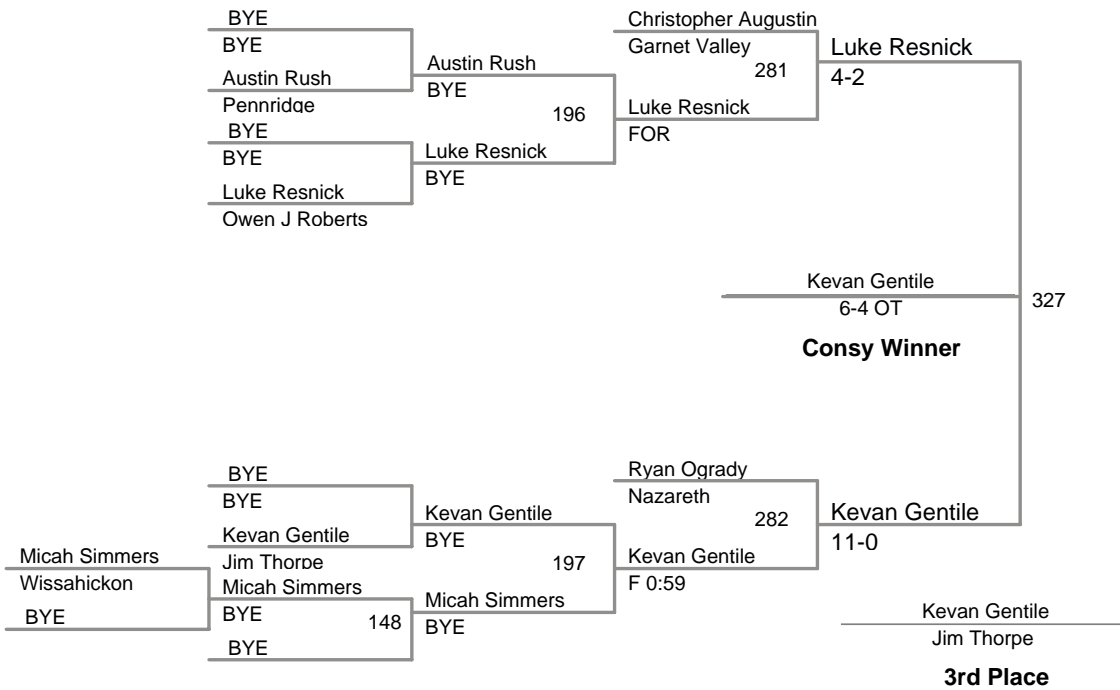 BYE
BYE
Austin Rush
Pennridge
BYE
BYE
Luke Resnick
Owen J Roberts
Austin Rush
BYE
196
Luke Resnick
BYE
Christopher Augustin
Garnet Valley
281
Luke Resnick
FOR
Luke Resnick
4-2
Kevan Gentile
6-4 OT
327
Consy Winner
Micah Simmers
Wissahickon
BYE
BYE
BYE
Kevan Gentile
Jim Thorpe
Micah Simmers
BYE
148
BYE
Kevan Gentile
BYE
197
Micah Simmers
BYE
Ryan Ogrady
Nazareth
282
Kevan Gentile
F 0:59
Kevan Gentile
11-0
Kevan Gentile
Jim Thorpe
3rd Place